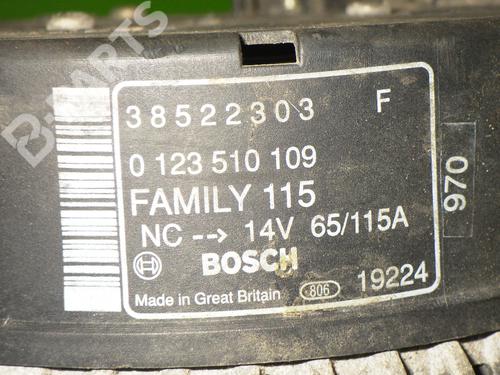 B-PARTS
38522303 F
0 123 510 109
FAMILY 115
NC --> 14V 65/115A
BOSCH
Made in Great Britain 806 19224
970